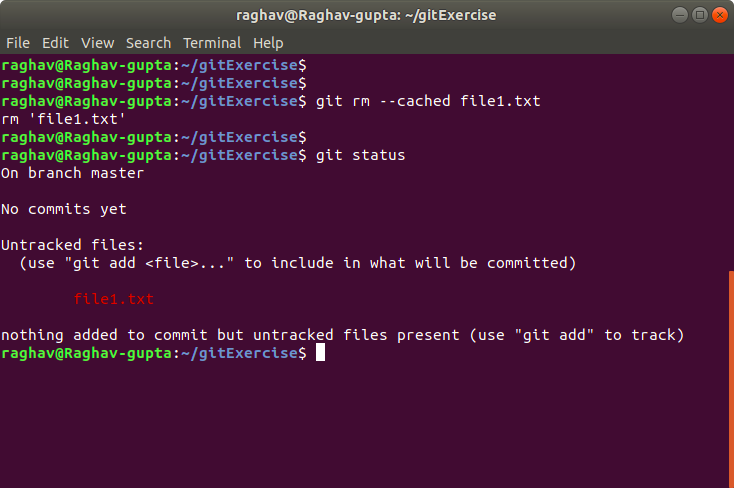 raghav@Raghav-gupta: ~/gitExercise
File Edit View Search Terminal Help
raghav@Raghav-gupta:~/gitExercise$
raghav@Raghav-gupta:~/gitExercise$
raghav@Raghav-gupta:~/gitExercise$ git rm --cached file1.txt
rm 'file1.txt'
raghav@Raghav-gupta:~/gitExercise$
raghav@Raghav-gupta:~/gitExercise$ git status
On branch master
No commits yet
Untracked files:
  (use "git add <file>..." to include in what will be committed)
        file1.txt
nothing added to commit but untracked files present (use "git add" to track)
raghav@Raghav-gupta:~/gitExercise$